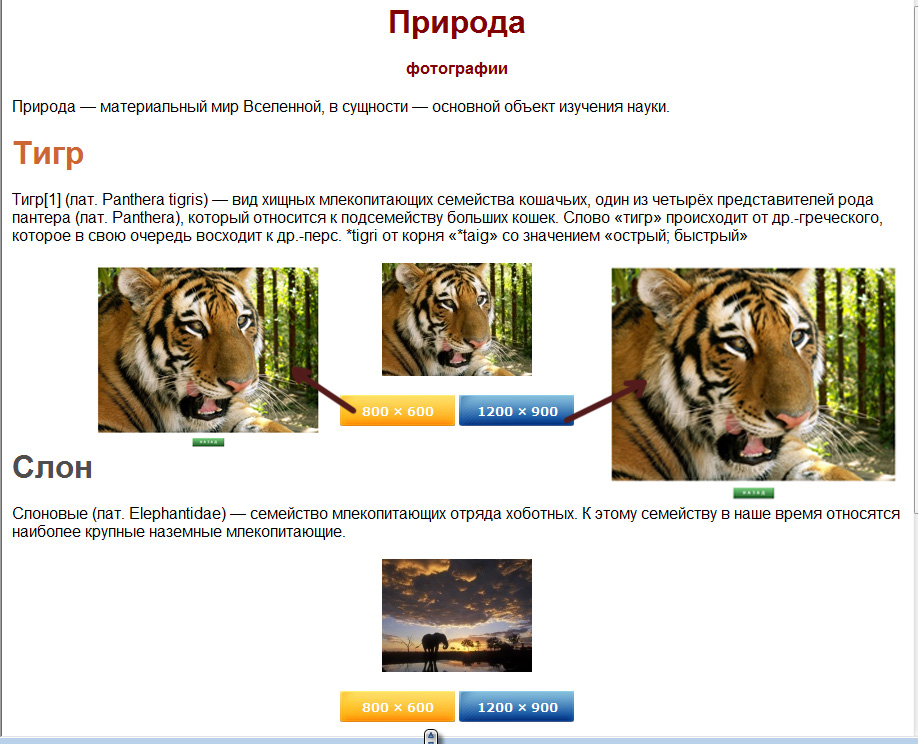 Природа
фотографии
Природа — материальный мир Вселенной, в сущности — основной объект изучения науки.
Тигр
Тигр[1] (лат. Panthera tigris) — вид хищных млекопитающих семейства кошачьих, один из четырёх представителей рода
пантера (лат. Panthera), который относится к подсемейству больших кошек. Слово «тигр» происходит от др.-греческого,
которое в свою очередь восходит к др.-перс. *tigri от корня «*taig» со значением «острый; быстрый»
800 × 600
1200 × 900
НАЗАД
НАЗАД
Слон
Слоновые (лат. Elephantidae) — семейство млекопитающих отряда хоботных. К этому семейству в наше время относятся
наиболее крупные наземные млекопитающие.
800 × 600
1200 × 900